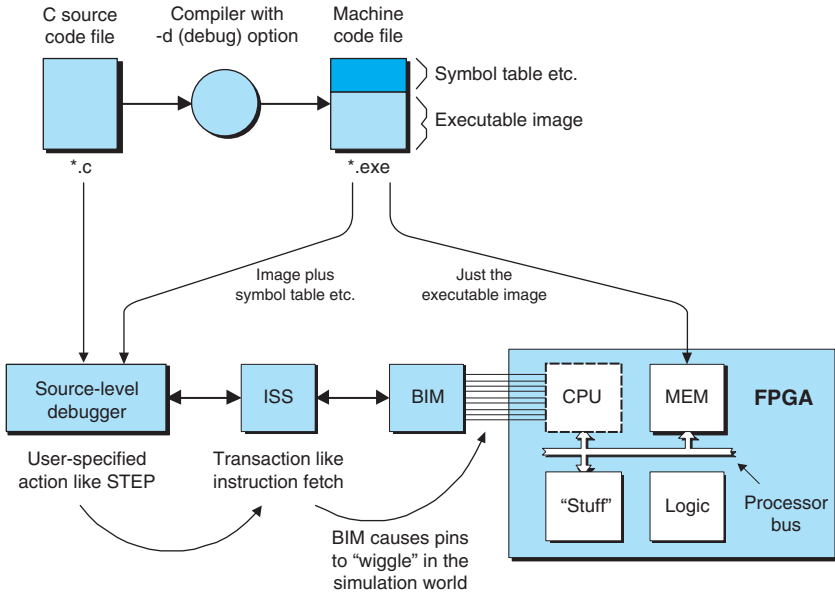 C source
code file
Compiler with
-d (debug) option
Machine
code file
Symbol table etc.
Executable image
*.c
*.exe
Image plus
symbol table etc.
Just the
executable image
Source-level
debugger
ISS
BIM
CPU
MEM
FPGA
User-specified
action like STEP
Transaction like
instruction fetch
“Stuff”
Logic
Processor
bus
BIM causes pins
to “wiggle” in the
simulation world